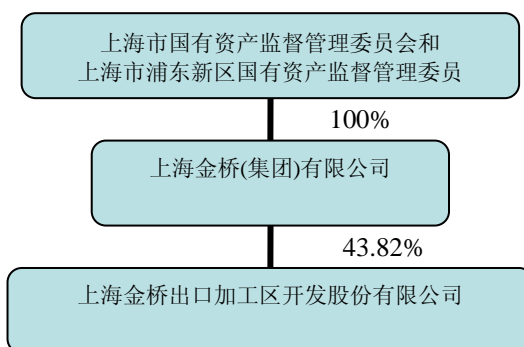 上海市国有资产监督管理委员会和
上海市浦东新区国有资产监督管理委员
100%
上海金桥(集团)有限公司
43.82%
上海金桥出口加工区开发股份有限公司